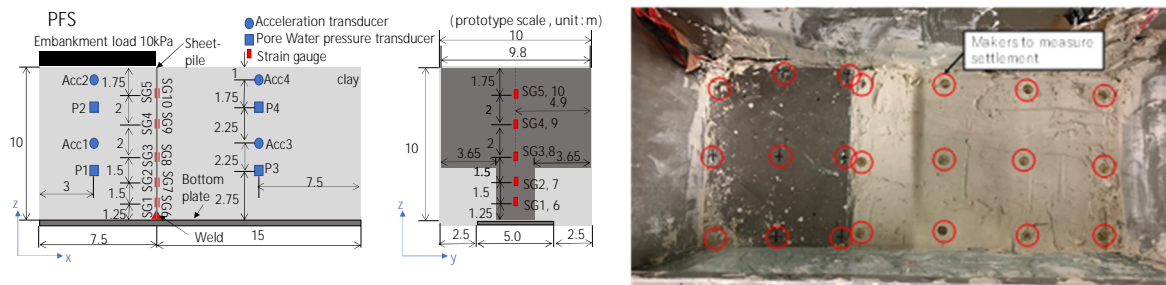 PFS
Embankment load 10kPa
Sheet-
pile
Acceleration transducer
Pore Water pressure transducer
Strain gauge
(prototype scale , unit : m)
10
9.8
Acc2
1.75
SG5
SG10
1
Acc4
clay
P2
2
SG4
SG9
1.75
P4
10
Acc1
2
SG3
SG8
2.25
Acc3
P1
1.5
SG2
SG7
2.25
P3
3
1.5
Bottom
plate
7.5
1.25
SG1
SG6
2.75
Weld
7.5
15
z
x
1.75
SG5, 10
2
4.9
SG4, 9
10
2
3.65
SG3,8
3.65
1.5
SG2, 7
1.5
SG1, 6
1.25
2.5
5.0
2.5
z
y
Makers to measure
settlement